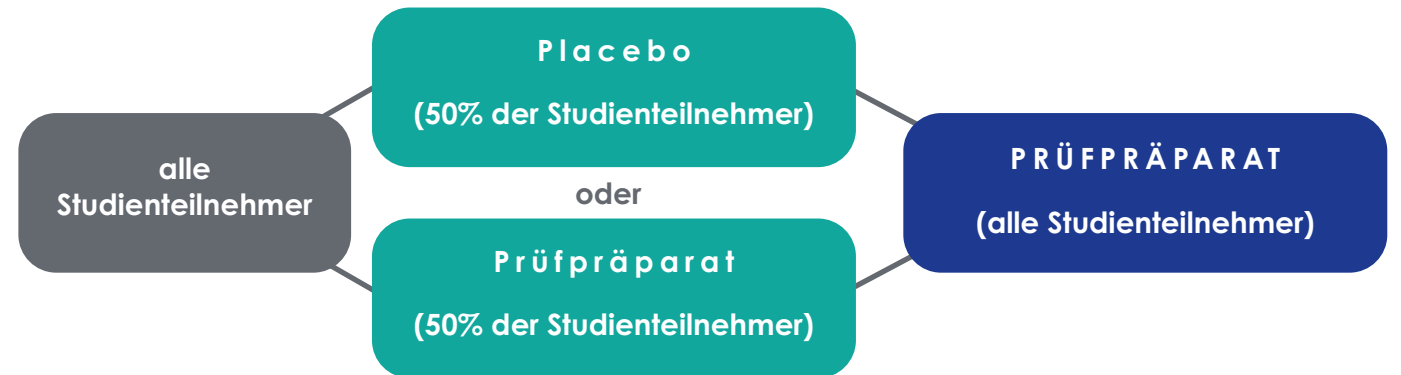 alle
Studienteilnehmer
Placebo
(50% der Studienteilnehmer)
oder
Prüfpräparat
(50% der Studienteilnehmer)
PRÜFPRÄPARAT
(alle Studienteilnehmer)